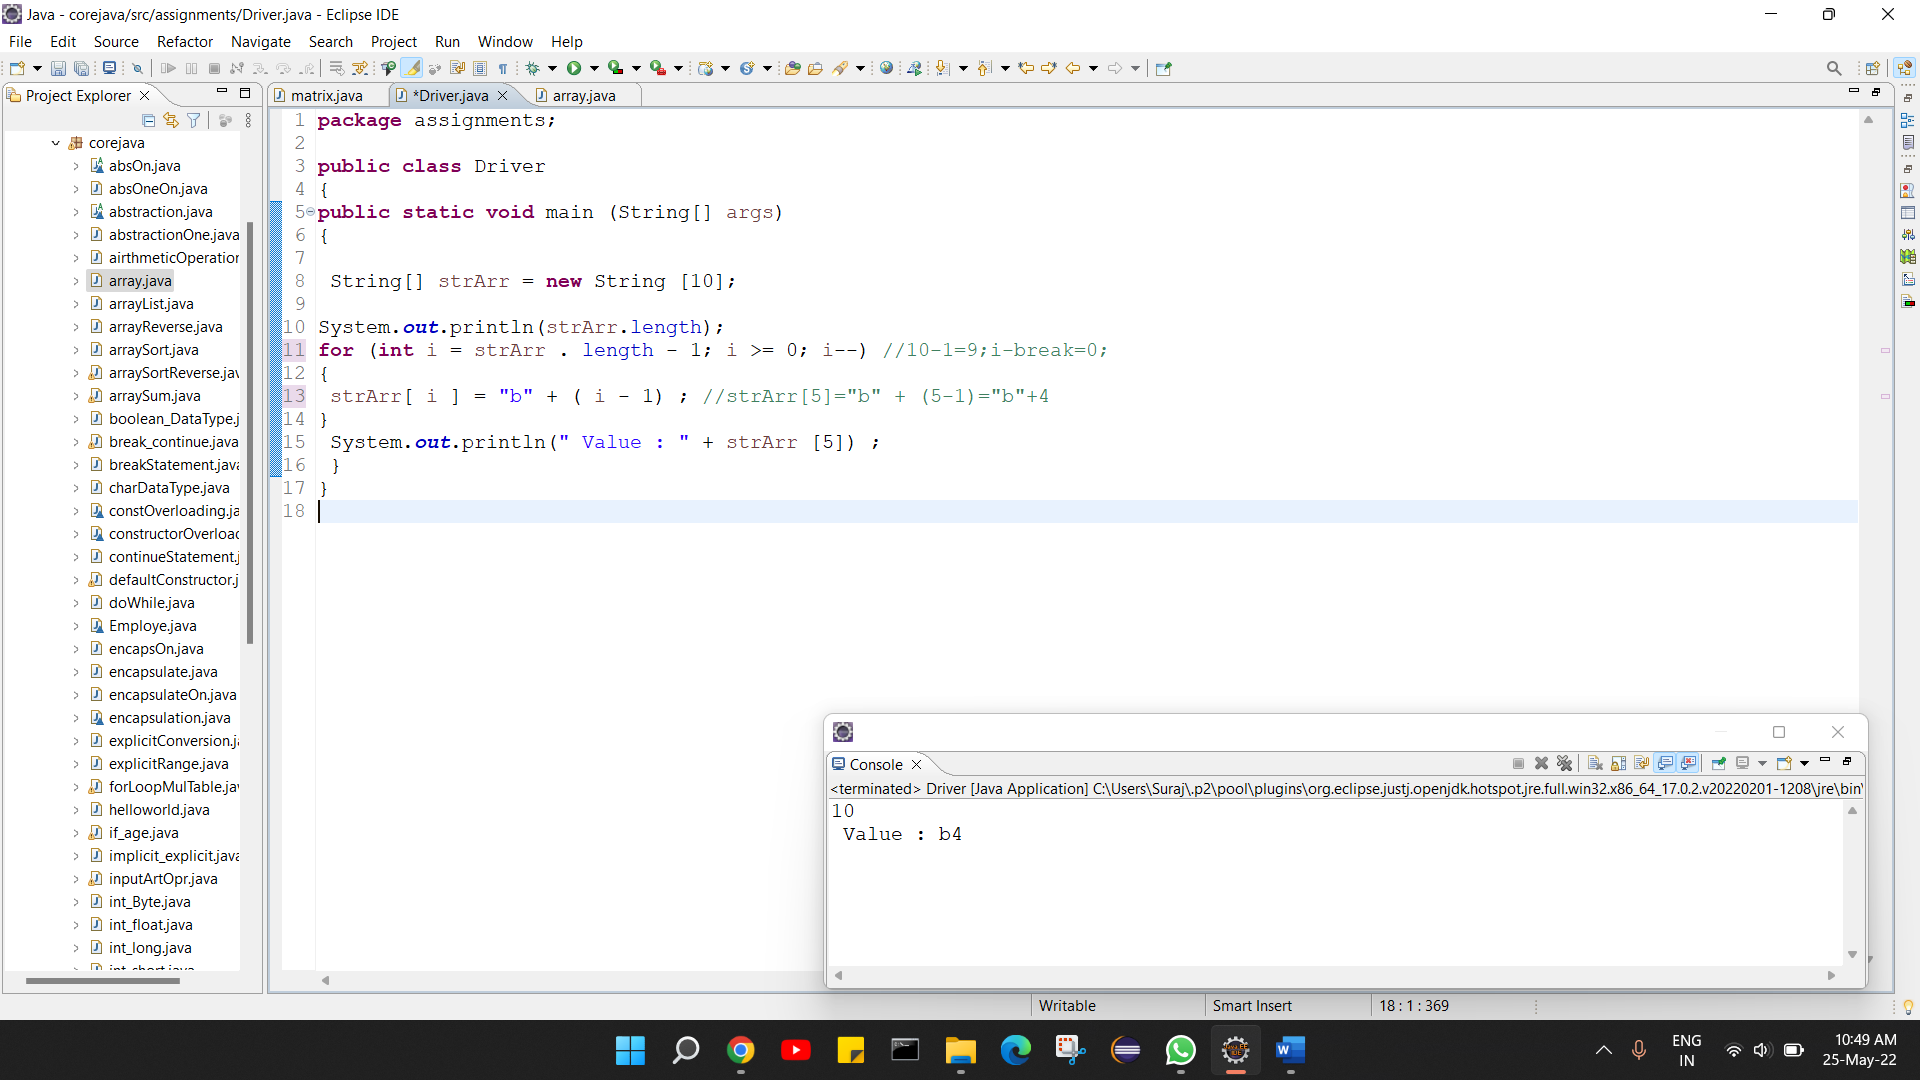 Java - corejava/src/assignments/Driver.java - Eclipse IDE
File Edit Source Refactor Navigate Search Project Run Window Help
Project Explorer
matrix.java *Driver.java array.java
corejava
absOn.java
absOneOn.java
abstraction.java
abstractionOne.java
airthmeticOperation
array.java
arrayList.java
arrayReverse.java
arraySort.java
arraySortReverse.jav
arraySum.java
boolean_DataType.j
break_continue.java
breakStatement.java
charDataType.java
constOverloading.ja
constructorOverload
continueStatement.j
defaultConstructor.j
doWhile.java
Employe.java
encapsOn.java
encapsulate.java
encapsulateOn.java
encapsulation.java
explicitConversion.ja
explicitRange.java
forLoopMulTable.jav
helloworld.java
if_age.java
implicit_explicit.java
inputArtOpr.java
int_Byte.java
int_float.java
int_long.java
int_short.java
1 package assignments;
2
3 public class Driver
4 {
5 public static void main (String[] args)
6 {
7
8 String[] strArr = new String [10];
9
10 System.out.println(strArr.length);
11 for (int i = strArr . length - 1; i >= 0; i--) //10-1=9;i-break=0;
12 {
13 strArr[ i ] = "b" + ( i - 1) ; //strArr[5]="b" + (5-1)="b"+4
14 }
15 System.out.println(" Value : " + strArr [5]) ;
16 }
17 }
18
Console
<terminated> Driver [Java Application] C:\Users\Suraj\.p2\pool\plugins\org.eclipse.justj.openjdk.hotspot.jre.full.win32.x86_64_17.0.2.v20220201-1208\jre\bin\
10
Value : b4
Writable Smart Insert 18 : 1 : 369
ENG
IN
10:49 AM
25-May-22